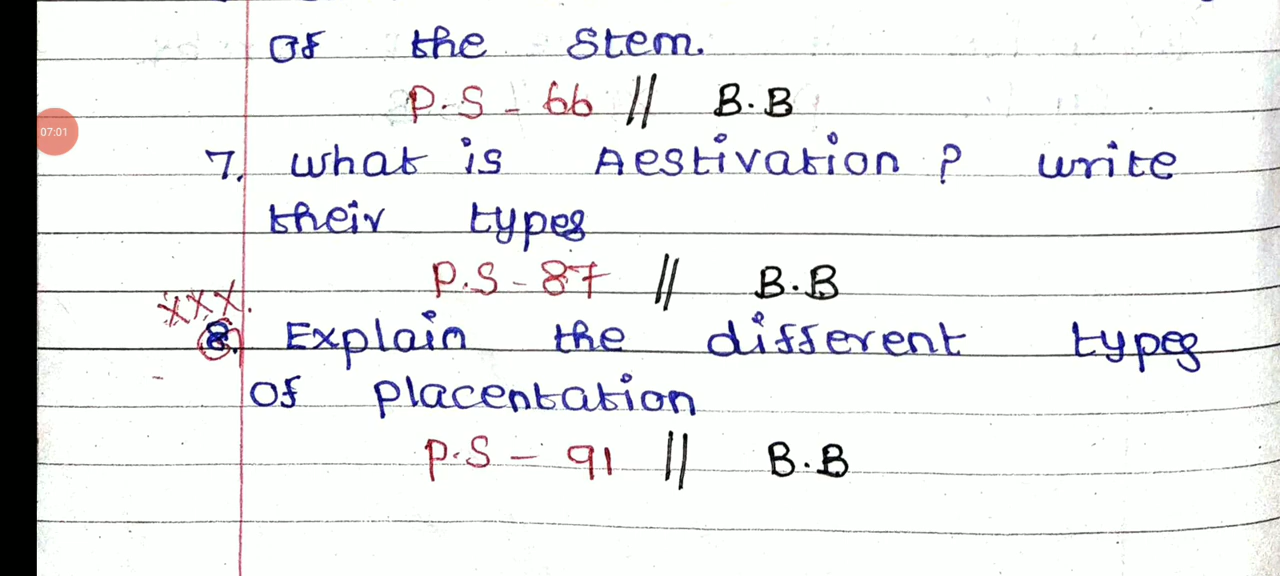 Of the Stem.
P.S - 66 // B.B
07:01
7. What is Aestivation ? write
their types
P.S - 87 // B.B
xxx.
8. Explain the different types
Of placentation
P.S - 91 // B.B